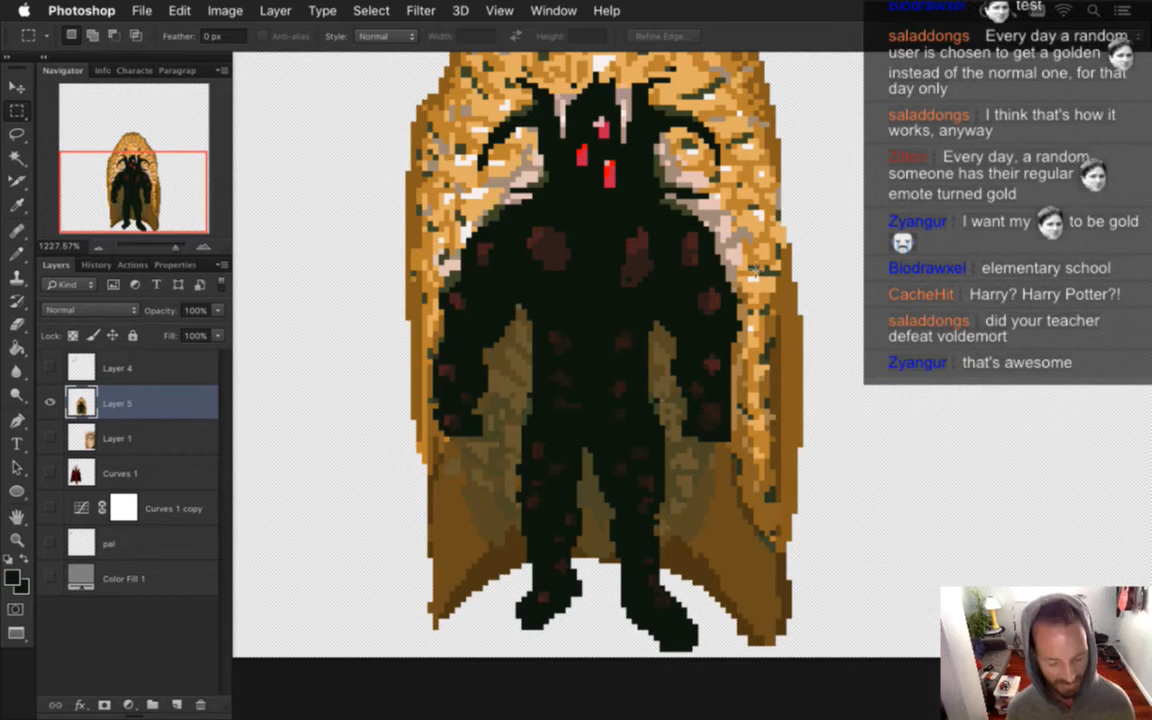 Photoshop File Edit Image Layer Type Select Filter 3D View Window Help
Feather: 0 px Anti-alias Style: Normal Width: Height: Refine Edge...
Navigator Info Characte Paragrap
1227.57%
Layers History Actions Properties
Kind
Normal Opacity: 100%
Lock: Fill: 100%
Layer 4
Layer 5
Layer 1
Curves 1
Curves 1 copy
pal
Color Fill 1
fx
Biodrawxel test
saladdongs Every day a random
user is chosen to get a golden
instead of the normal one, for that
day only
saladdongs I think that's how it
works, anyway
Every day, a random
someone has their regular
emote turned gold
Zyangur I want my to be gold
Biodrawxel elementary school
CacheHit Harry? Harry Potter?!
saladdongs did your teacher
defeat voldemort
Zyangur that's awesome